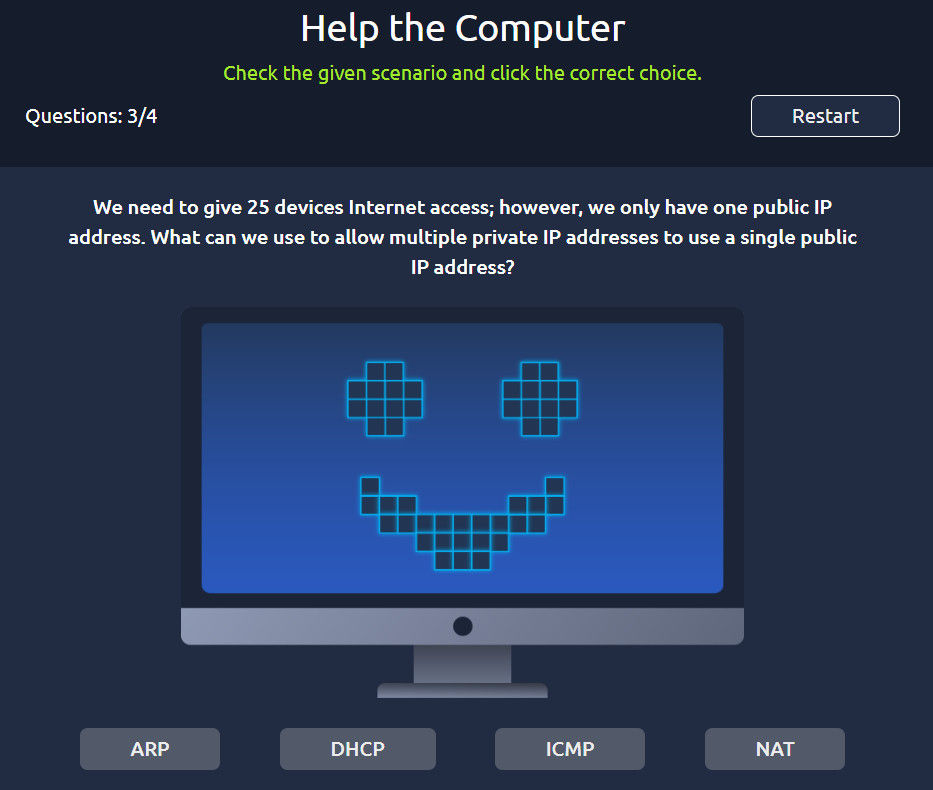 Help the Computer
Check the given scenario and click the correct choice.
Questions: 3/4
Restart
We need to give 25 devices Internet access; however, we only have one public IP
address. What can we use to allow multiple private IP addresses to use a single public
IP address?
ARP
DHCP
ICMP
NAT